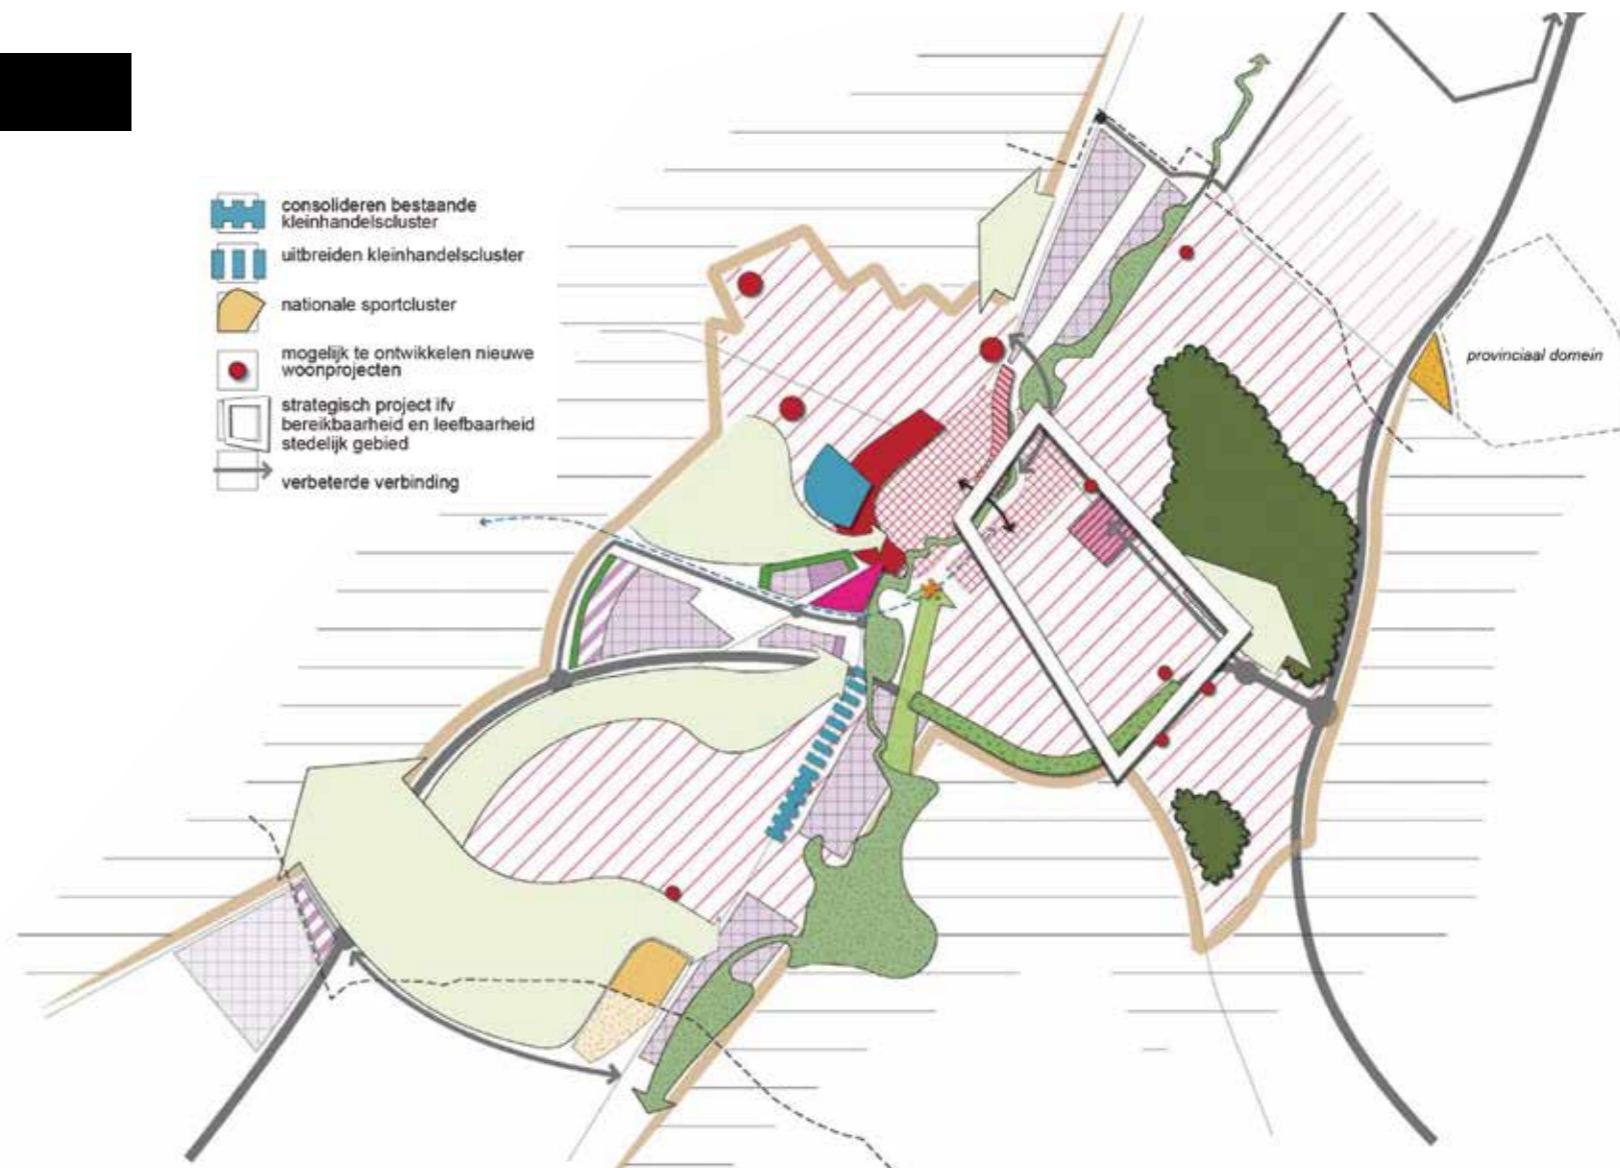 consolideren bestaande
kleinhandelscluster
uitbreiden kleinhandelscluster
nationale sportcluster
mogelijk te ontwikkelen nieuwe
woonprojecten
strategisch project ifv
bereikbaarheid en leefbaarheid
stedelijk gebied
verbeterde verbinding
provinciaal domein